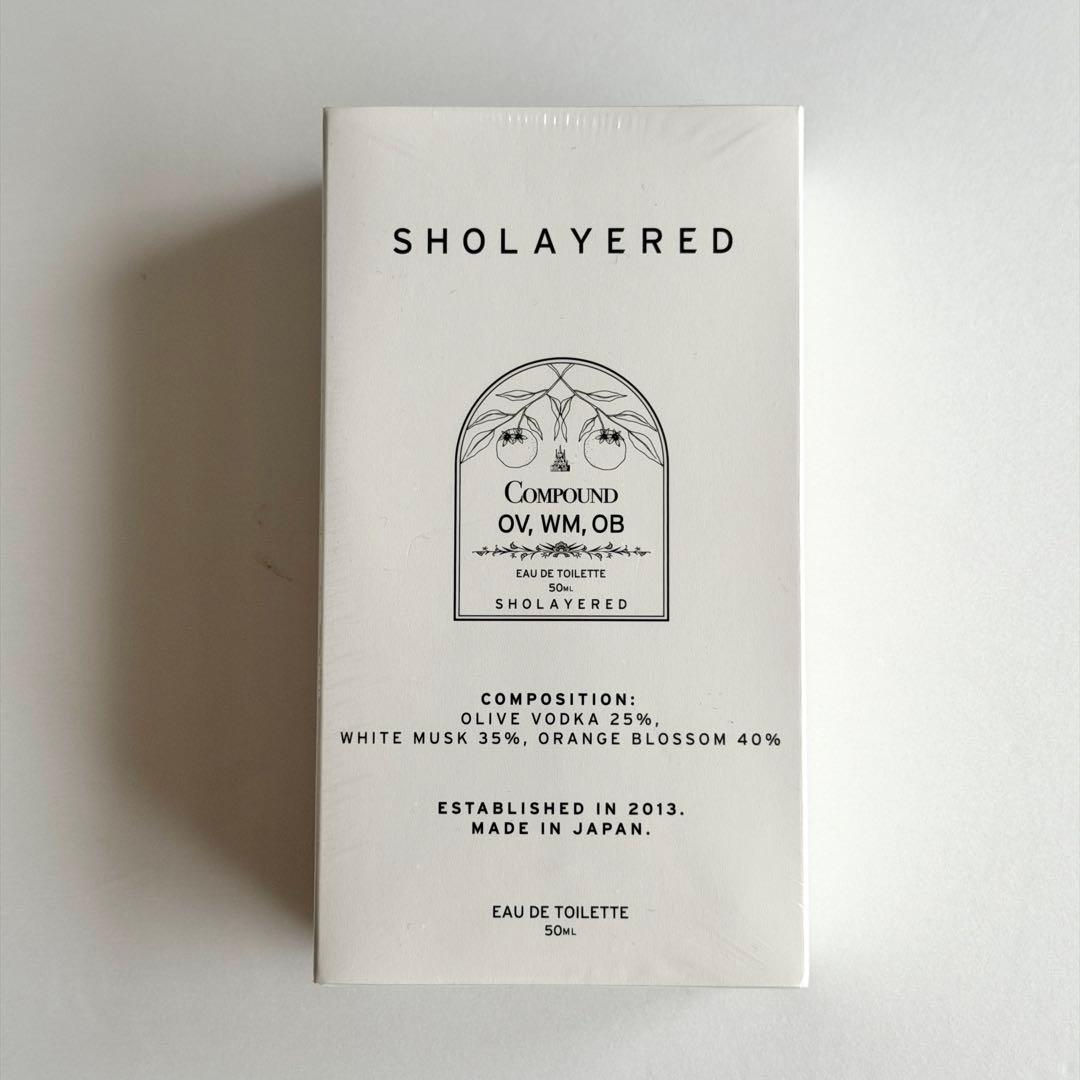 SHOLAYERED
COMPOUND
OV, WM, OB
EAU DE TOILETTE
50ML
SHOLAYERED
COMPOSITION:
OLIVE VODKA 25%,
WHITE MUSK 35%, ORANGE BLOSSOM 40%
ESTABLISHED IN 2013.
MADE IN JAPAN.
EAU DE TOILETTE
50ML